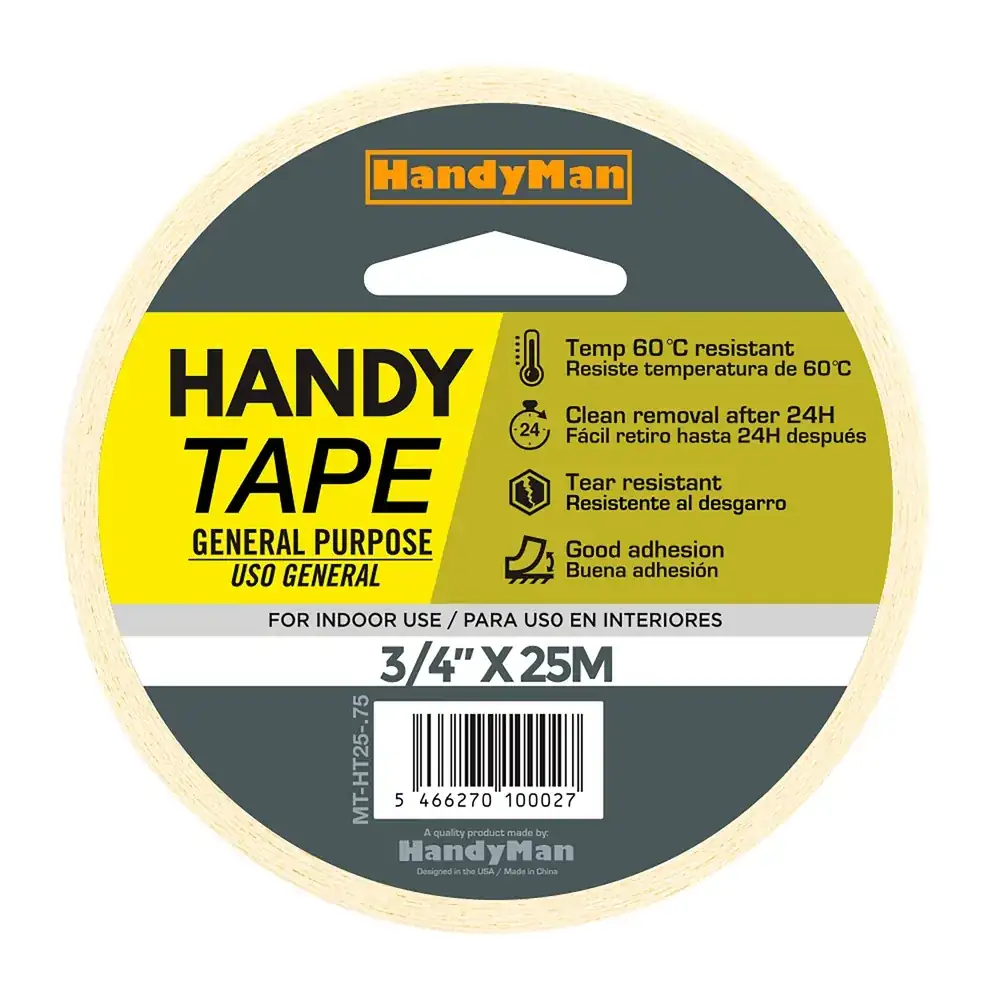 HandyMan
HANDY
TAPE
GENERAL PURPOSE
USO GENERAL
Temp 60°C resistant
Resiste temperatura de 60°C
24
Clean removal after 24H
Fácil retiro hasta 24H después
Tear resistant
Resistente al desgarro
Good adhesion
Buena adhesión
FOR INDOOR USE / PARA USO EN INTERIORES
3/4" X 25M
MT-HT25-.75
5 466270 100027
A quality product made by:
HandyMan
Designed in the USA / Made in China